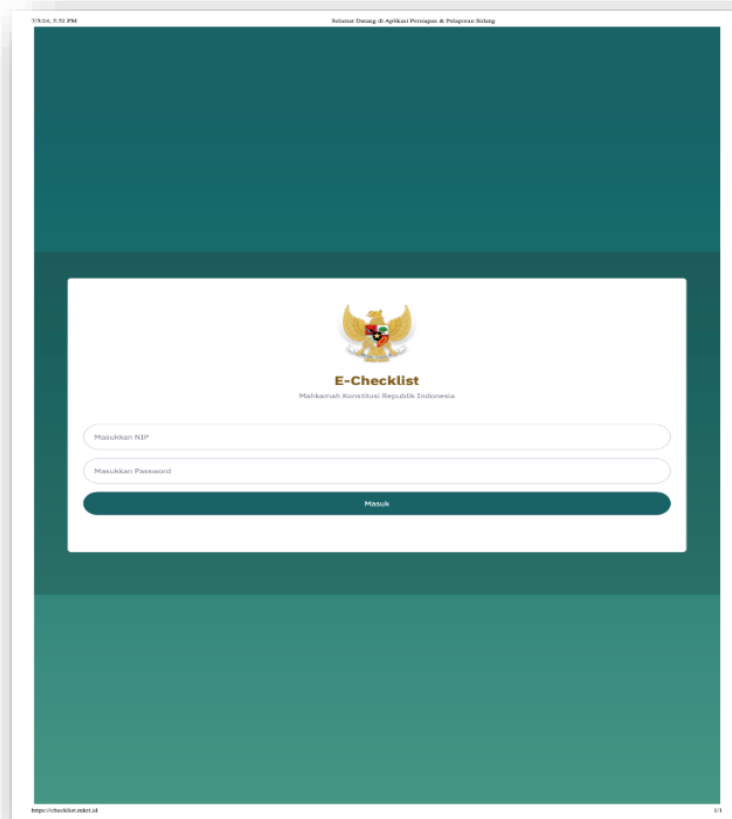 7/3/24, 5:52 PM
Selamat Datang di Aplikasi Persiapan & Pelaporan Sidang
E-Checklist
Mahkamah Konstitusi Republik Indonesia
Masukkan NIP
Masukkan Password
Masuk
https://checklist.mkri.id
1/1